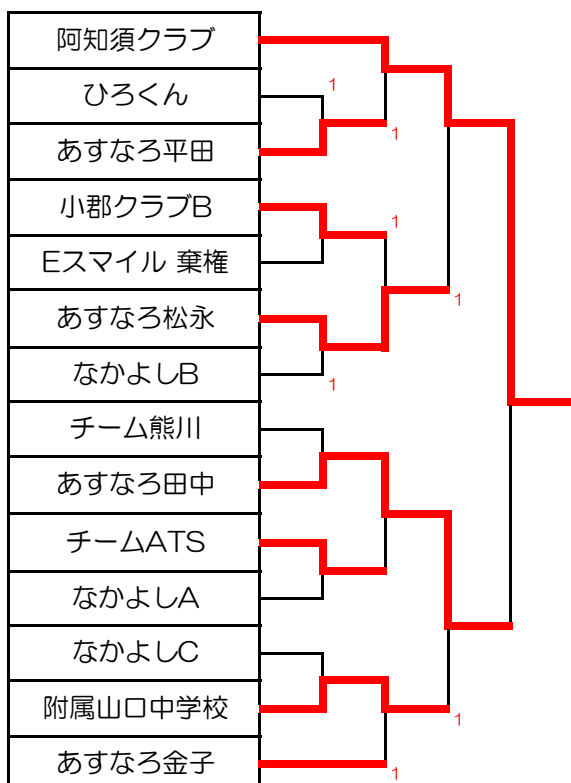 阿知須クラブ
ひろくん
1
あすなろ平田
1
小郡クラブB
1
Eスマイル 棄権
あすなろ松永
1
なかよしB
1
チーム熊川
あすなろ田中
チームATS
なかよしA
なかよしC
附属山口中学校
1
あすなろ金子
1